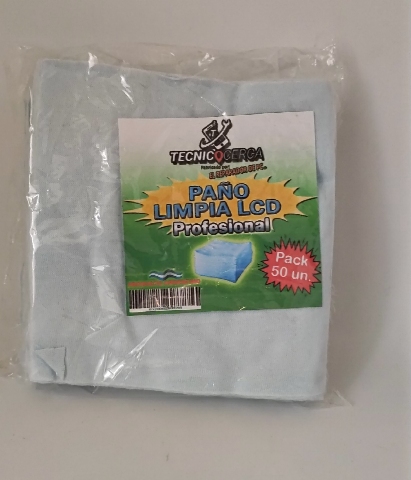 TECNICOCERCA
PAÑO
LIMPIA LCD
Profesional
Pack
50 un.